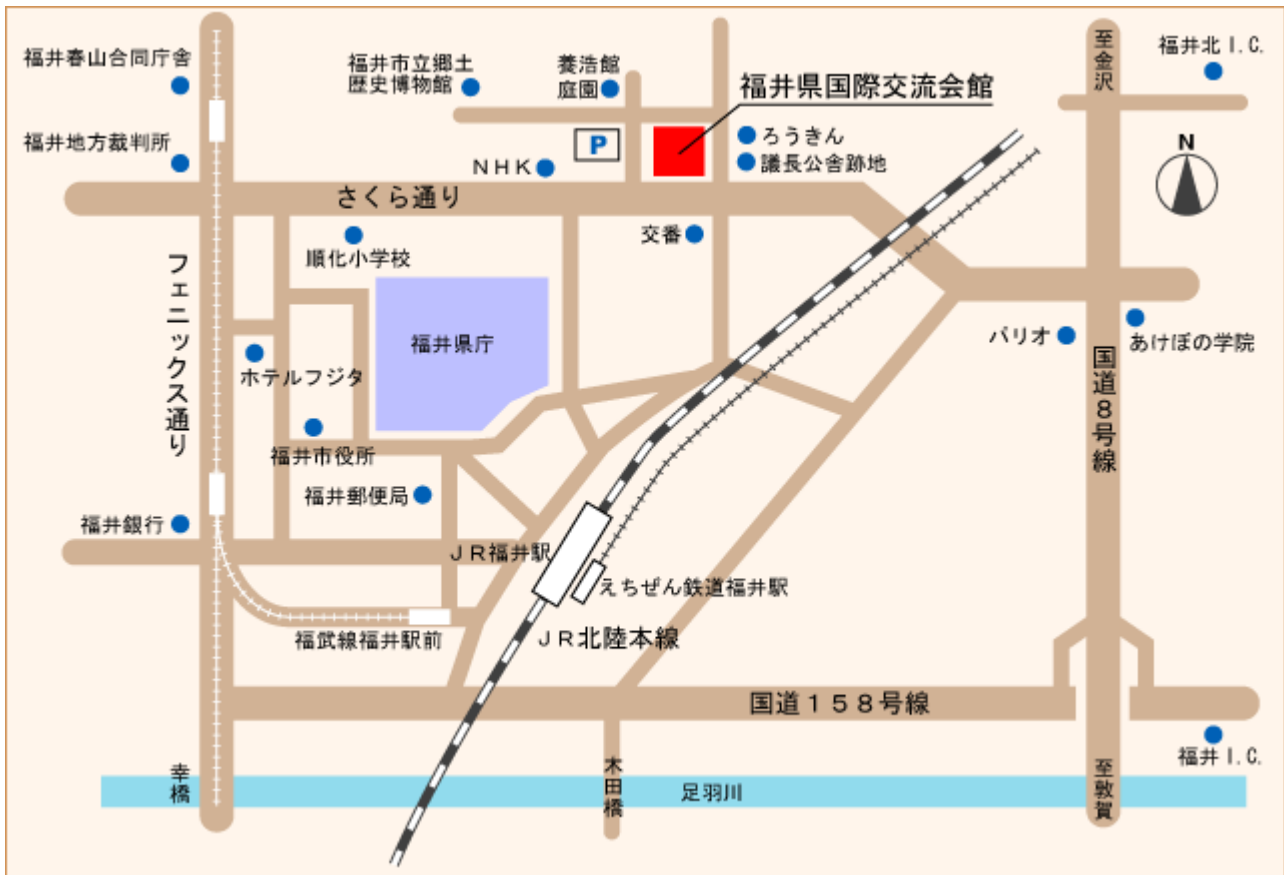 福井春山合同庁舎
福井市立郷土
歴史博物館
養浩館
庭園
福井県国際交流会館
至金沢
福井北 I.C.
福井地方裁判所
P
ろうきん
議長公舎跡地
NHK
N
さくら通り
交番
順化小学校
フェニックス通り
福井県庁
パリオ
あけぼの学院
ホテルフジタ
国道8号線
福井市役所
福井郵便局
福井銀行
JR福井駅
えちぜん鉄道福井駅
福武線福井駅前
JR北陸本線
国道158号線
福井 I.C.
幸橋
木田橋
足羽川
至敦賀